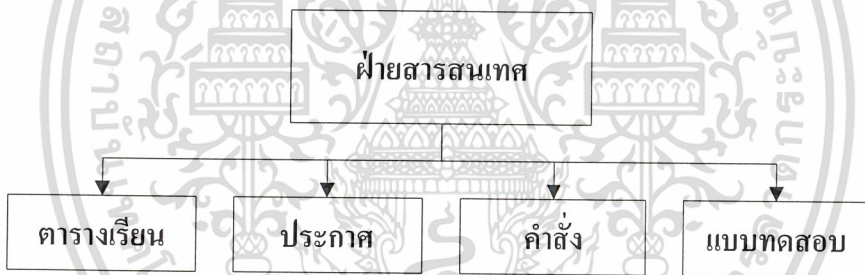 ฝ่ายสารสนเทศ
ตารางเรียน
ประกาศ
คำสั่ง
แบบทดสอบ